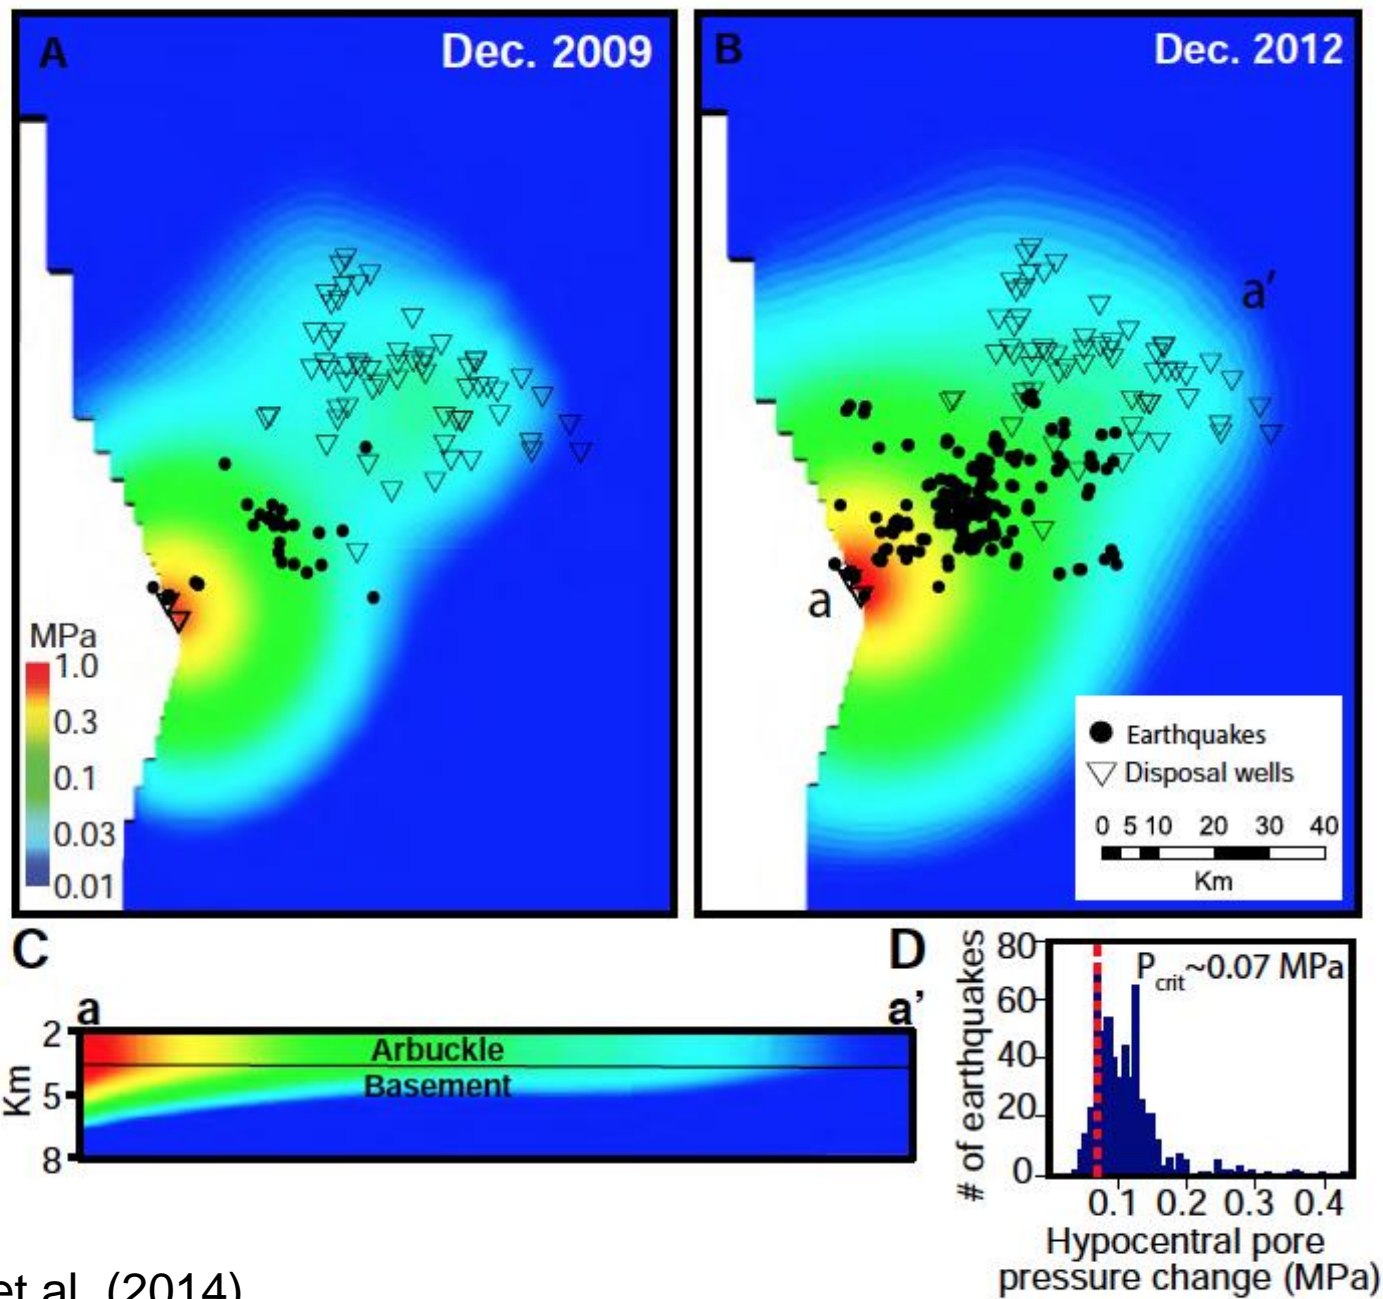 A
Dec. 2009
MPa
1.0
0.3
0.1
0.03
0.01
B
Dec. 2012
a'
a
Earthquakes
Disposal wells
0 5 10 20 30 40
Km
C
a
a'
2
5
8
Km
Arbuckle
Basement
D
# of earthquakes
80
60
40
20
0
Pcrit~0.07 MPa
0.1 0.2 0.3 0.4
Hypocentral pore
pressure change (MPa)
et al. (2014)